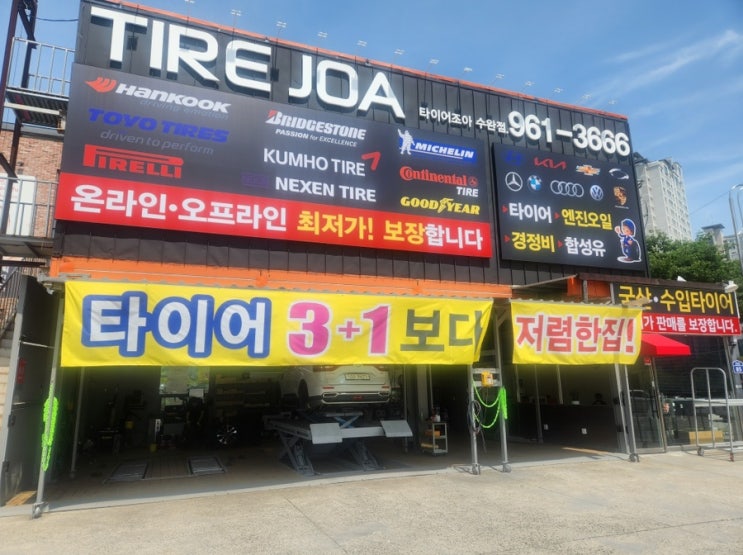 TIRE JOA
타이어조아 수완점. 961-3666
HANKOOK
driving emotion
TOYO TIRES
driven to perform
PIRELLI
BRIDGESTONE
PASSION for EXCELLENCE
KUMHO TIRE
NEXEN TIRE
MICHELIN
Continental
TIRE
GOODYEAR
KIA
타이어 엔진오일
경정비 합성유
온라인·오프라인 최저가! 보장합니다
국산·수입타이어
가 판매를 보장합니다.
타이어 3+1 보다 저렴한집!